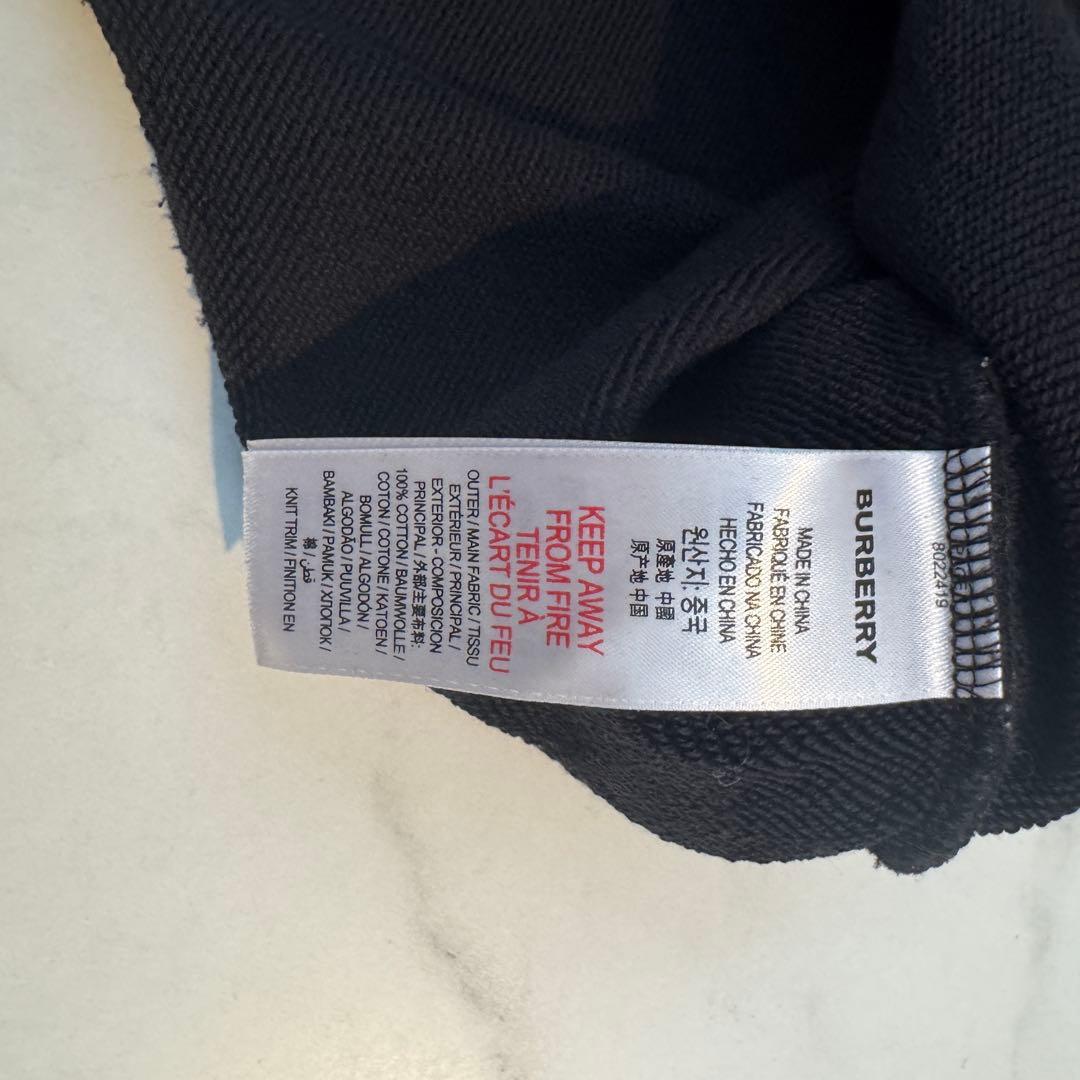 8022419
BURBERRY
MADE IN CHINA
FABRIQUÉ EN CHINE
FABRICADO NA CHINA
HECHO EN CHINA
원산지: 중국
原產地 中國
原产地 中国
KEEP AWAY
FROM FIRE
TENIR À
L'ÉCART DU FEU
OUTER / MAIN FABRIC / TISSU
EXTÉRIEUR / PRINCIPAL /
EXTERIOR - COMPOSICION
PRINCIPAL / 外部/主要布料:
100% COTTON / BAUMWOLLE /
COTON / COTONE / KATOEN /
BOMULL / ALGODÓN /
ALGODÃO / PUUVILLA /
BAMBAKI / PAMUK / ХЛОПОК /
棉 / قطن /
KNIT TRIM / FINITION EN